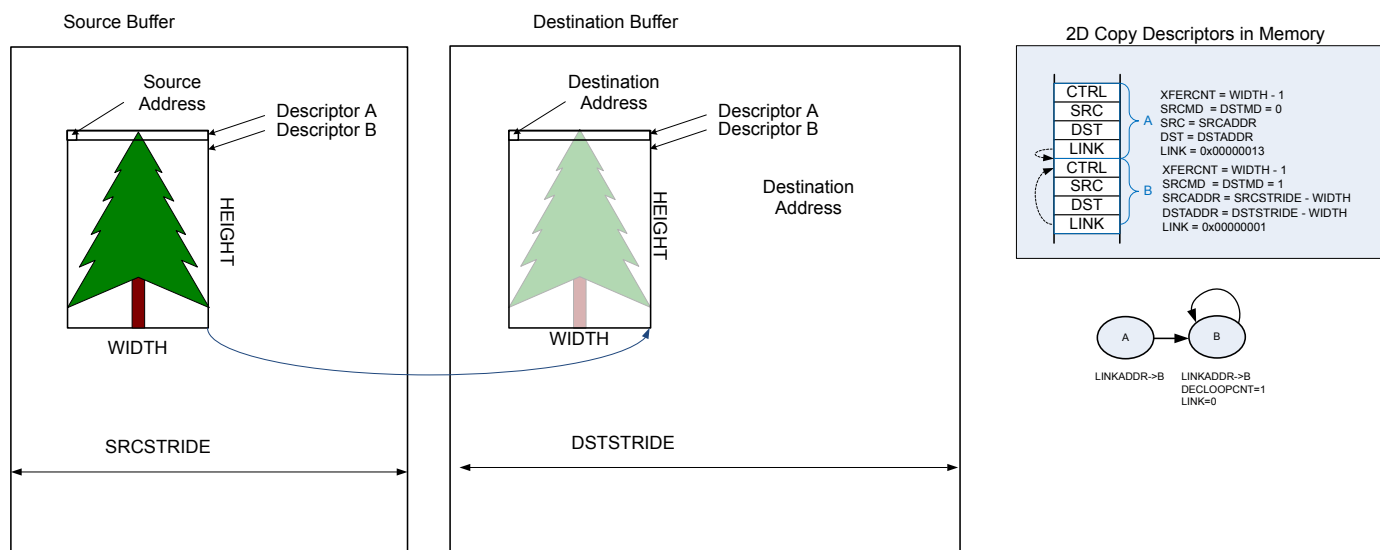 Source Buffer
Source
Address
Descriptor A
Descriptor B
HEIGHT
WIDTH
SRCSTRIDE
Destination Buffer
Destination
Address
Descriptor A
Descriptor B
HEIGHT
Destination
Address
WIDTH
DSTSTRIDE
2D Copy Descriptors in Memory
CTRL
SRC
DST
LINK
CTRL
SRC
DST
LINK
A
B
XFERCNT = WIDTH - 1
SRCMD = DSTMD = 0
SRC = SRCADDR
DST = DSTADDR
LINK = 0x00000013
XFERCNT = WIDTH - 1
SRCMD = DSTMD = 1
SRCADDR = SRCSTRIDE - WIDTH
DSTADDR = DSTSTRIDE - WIDTH
LINK = 0x00000001
A
B
LINKADDR->B
LINKADDR->B
DECLOOPCNT=1
LINK=0